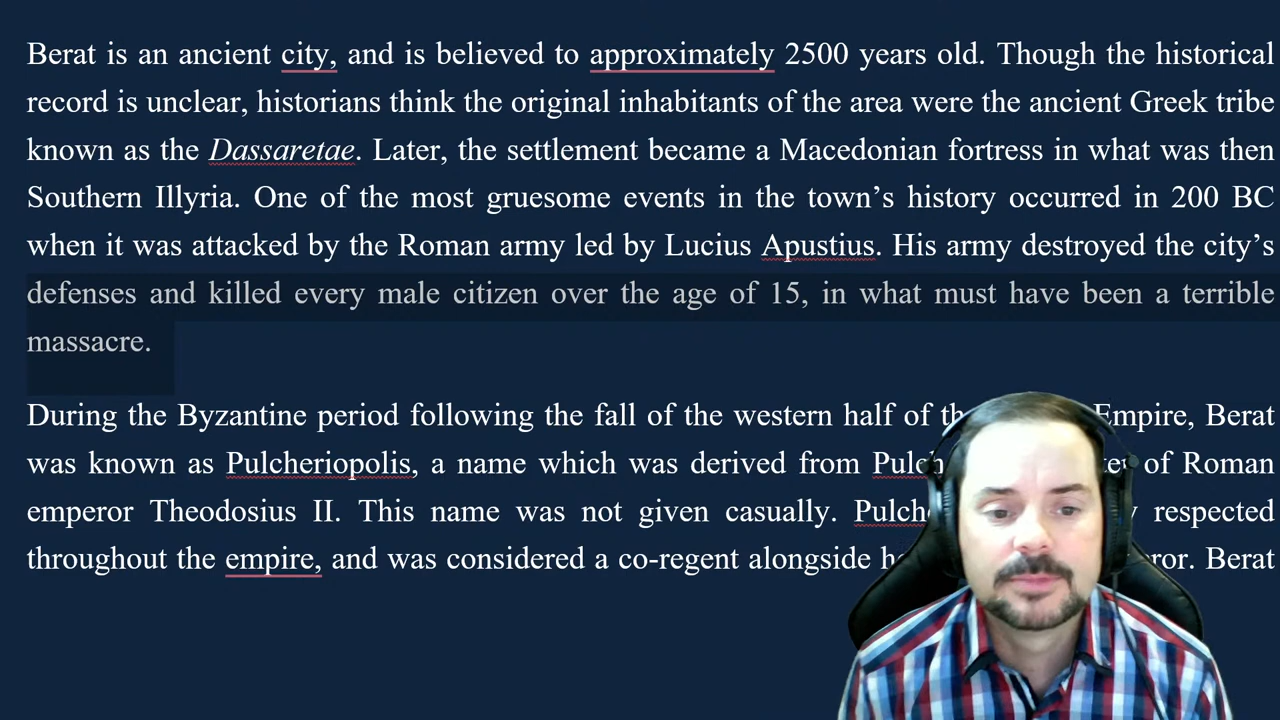 Berat is an ancient city, and is believed to approximately 2500 years old. Though the historical
record is unclear, historians think the original inhabitants of the area were the ancient Greek tribe
known as the Dassaretae. Later, the settlement became a Macedonian fortress in what was then
Southern Illyria. One of the most gruesome events in the town’s history occurred in 200 BC
when it was attacked by the Roman army led by Lucius Apustius. His army destroyed the city’s
defenses and killed every male citizen over the age of 15, in what must have been a terrible
massacre.
During the Byzantine period following the fall of the western half of Empire, Berat
was known as Pulcheriopolis, a name which was derived from of Roman
emperor Theodosius II. This name was not given casually. respected
throughout the empire, and was considered a co-regent alongside Berat